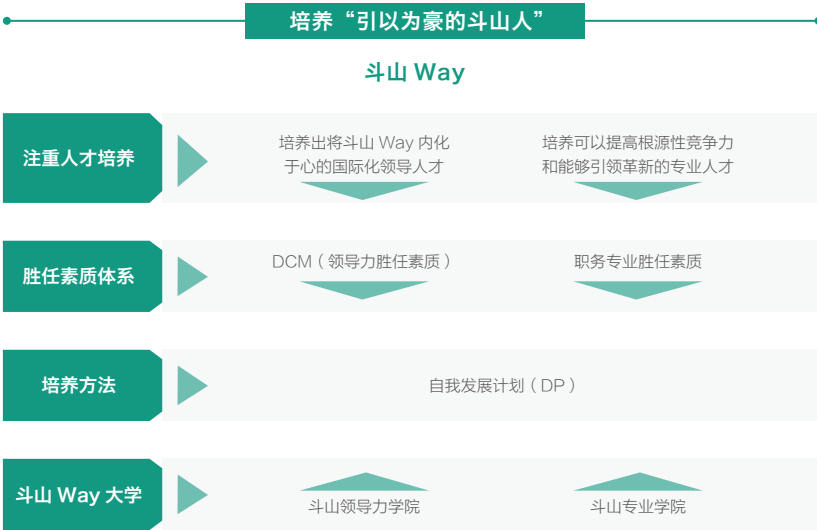 培养“引以为豪的斗山人”
斗山 Way
注重人才培养
培养出将斗山 Way 内化
于心的国际化领导人才
培养可以提高根源性竞争力
和能够引领革新的专业人才
胜任素质体系
DCM（领导力胜任素质）
职务专业胜任素质
培养方法
自我发展计划（DP）
斗山 Way 大学
斗山领导力学院
斗山专业学院